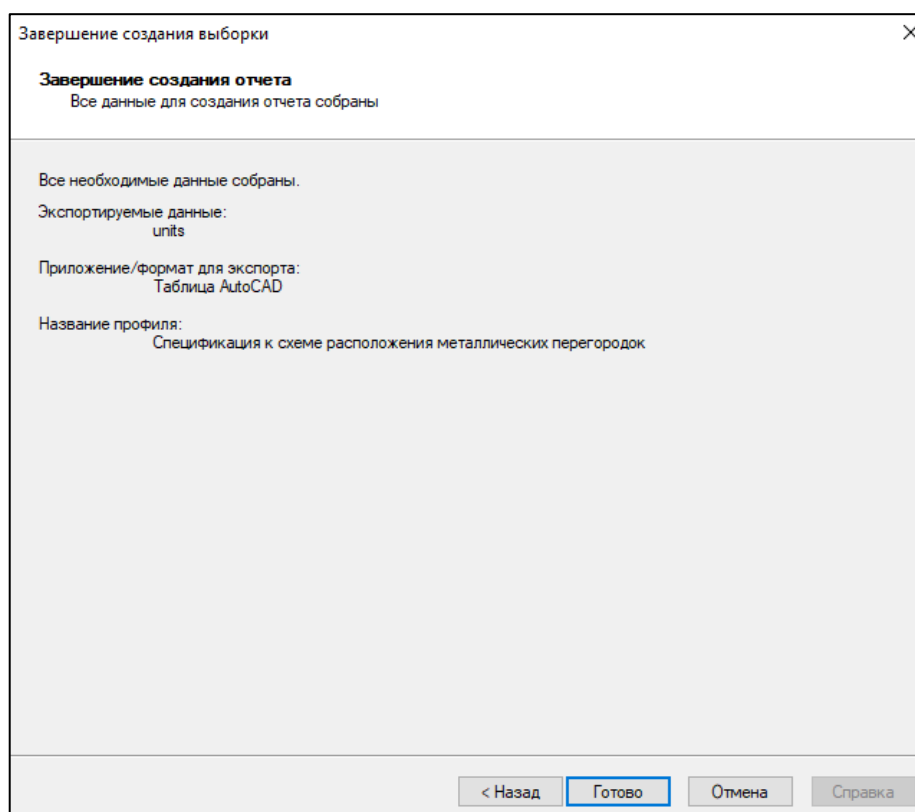 Завершение создания выборки
Завершение создания отчета
Все данные для создания отчета собраны
Все необходимые данные собраны.
Экспортируемые данные:
units
Приложение/формат для экспорта:
Таблица AutoCAD
Название профиля:
Спецификация к схеме расположения металлических перегородок
< Назад Готово Отмена Справка